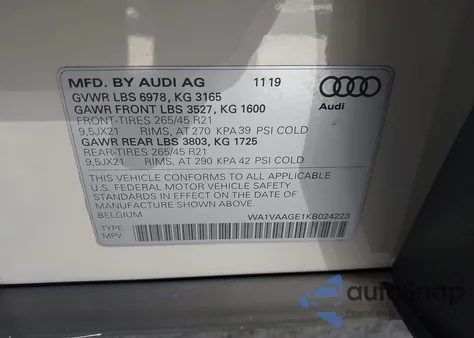 MFD. BY AUDI AG 11 19
GVWR LBS 6978, KG 3165
GAWR FRONT LBS 3527, KG 1600
FRONT-TIRES 265/45 R21
9,5JX21 RIMS, AT 270 KPA 39 PSI COLD
GAWR REAR LBS 3803, KG 1725
REAR-TIRES 265/45 R21
9,5JX21 RIMS, AT 290 KPA 42 PSI COLD
Audi
THIS VEHICLE CONFORMS TO ALL APPLICABLE
U.S. FEDERAL MOTOR VEHICLE SAFETY
STANDARDS IN EFFECT ON THE DATE OF
MANUFACTURE SHOWN ABOVE.
BELGIUM WA1VAAGE1KB024223
TYPE
MPV
autoSnap